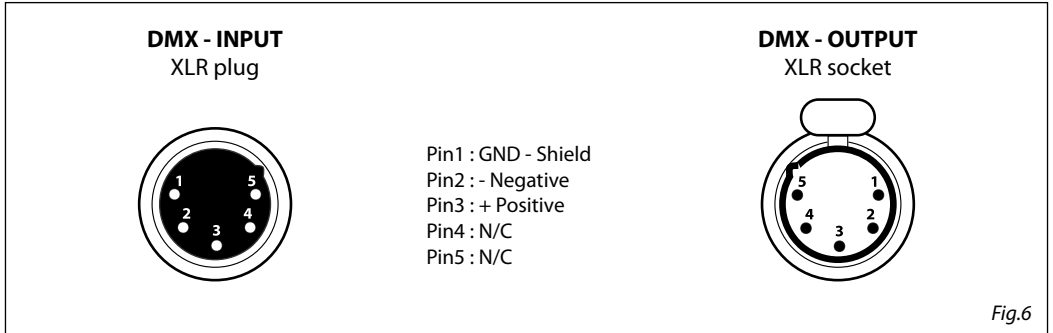 DMX - INPUT
XLR plug
1
5
2
4
3
Pin1 : GND - Shield
Pin2 : - Negative
Pin3 : + Positive
Pin4 : N/C
Pin5 : N/C
DMX - OUTPUT
XLR socket
5
1
4
2
3
Fig.6